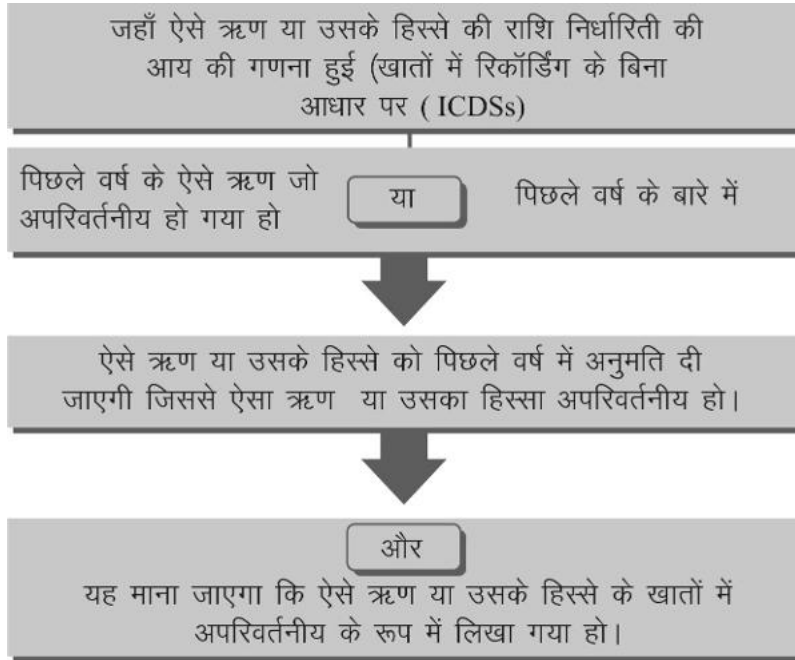 जहाँ ऐसे ऋण या उसके हिस्से की राशि निर्धारिती की
आय की गणना हुई (खातों में रिकॉर्डिंग के बिना
आधार पर ( ICDSs)
पिछले वर्ष के ऐसे ऋण जो
अपरिवर्तनीय हो गया हो
या
पिछले वर्ष के बारे में
ऐसे ऋण या उसके हिस्से को पिछले वर्ष में अनुमति दी
जाएगी जिससे ऐसा ऋण या उसका हिस्सा अपरिवर्तनीय हो।
और
यह माना जाएगा कि ऐसे ऋण या उसके हिस्से के खातों में
अपरिवर्तनीय के रूप में लिखा गया हो।